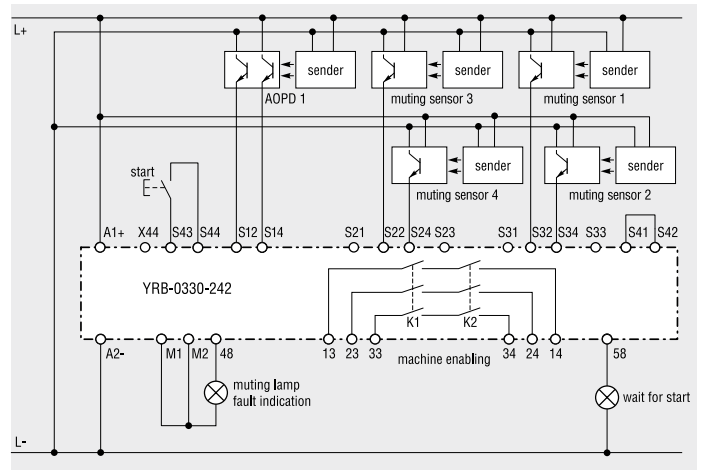 L+
sender
sender
sender
AOPD 1
muting sensor 3
muting sensor 1
sender
sender
muting sensor 4
muting sensor 2
start
A1+ X44 S43 S44 S12 S14 S21 S22 S24 S23 S31 S32 S34 S33 S41 S42
YRB-0330-242
K1 K2
A2- M1 M2 48 13 23 33 machine enabling 34 24 14 58
muting lamp
fault indication
wait for start
L-